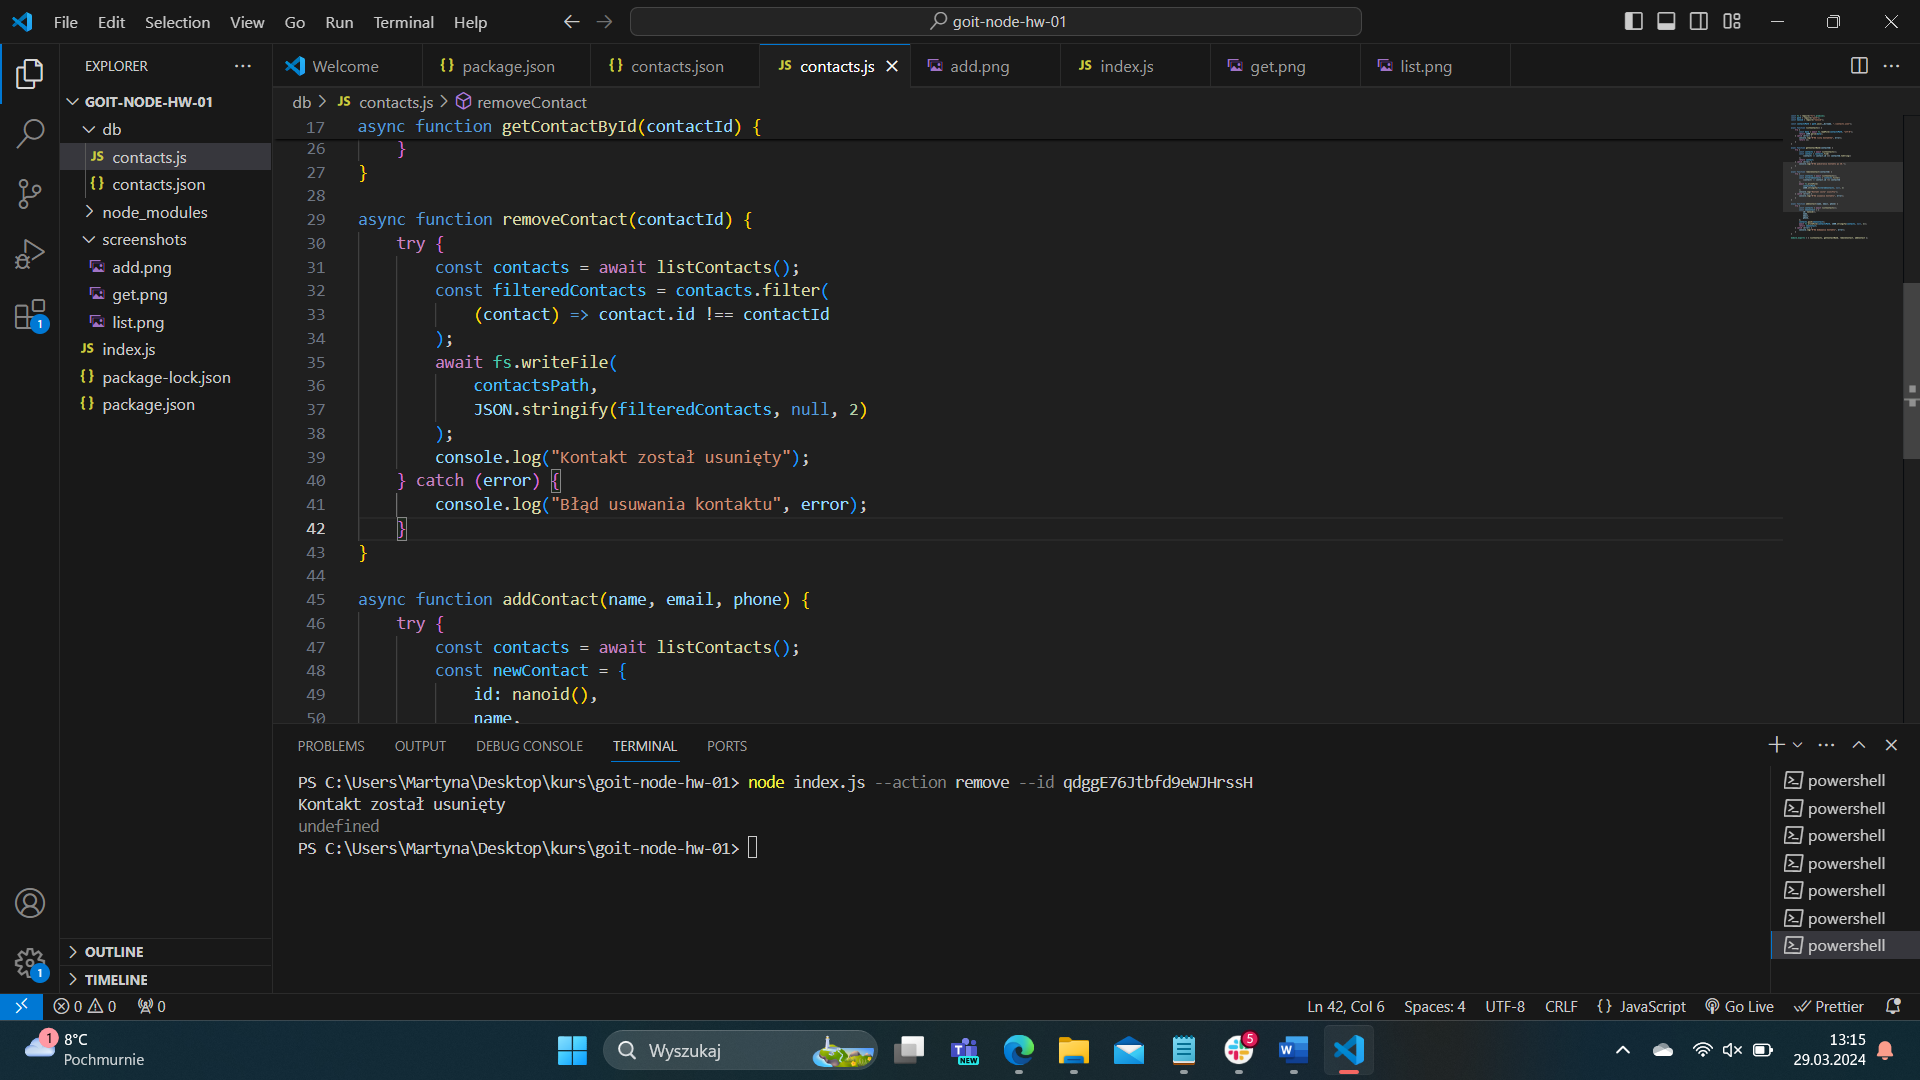 File Edit Selection View Go Run Terminal Help
goit-node-hw-01
EXPLORER
Welcome
package.json
contacts.json
contacts.js
add.png
index.js
get.png
list.png
GOIT-NODE-HW-01
db
contacts.js
contacts.json
node_modules
screenshots
add.png
get.png
list.png
index.js
package-lock.json
package.json
OUTLINE
TIMELINE
db > JS contacts.js > removeContact
17 async function getContactById(contactId) {
26 }
27 }
28
29 async function removeContact(contactId) {
30 try {
31 const contacts = await listContacts();
32 const filteredContacts = contacts.filter(
33 (contact) => contact.id !== contactId
34 );
35 await fs.writeFile(
36 contactsPath,
37 JSON.stringify(filteredContacts, null, 2)
38 );
39 console.log("Kontakt został usunięty");
40 } catch (error) {
41 console.log("Błąd usuwania kontaktu", error);
42 }
43 }
44
45 async function addContact(name, email, phone) {
46 try {
47 const contacts = await listContacts();
48 const newContact = {
49 id: nanoid(),
50 name,
PROBLEMS OUTPUT DEBUG CONSOLE TERMINAL PORTS
PS C:\Users\Martyna\Desktop\kurs\goit-node-hw-01> node index.js --action remove --id qdggE76Jtbfd9eWJHrssH
Kontakt został usunięty
undefined
PS C:\Users\Martyna\Desktop\kurs\goit-node-hw-01>
powershell
powershell
powershell
powershell
powershell
powershell
powershell
0 0 0
Ln 42, Col 6 Spaces: 4 UTF-8 CRLF {} JavaScript Go Live Prettier
1
8°C
Pochmurnie
Wyszukaj
NEW
5
13:15
29.03.2024